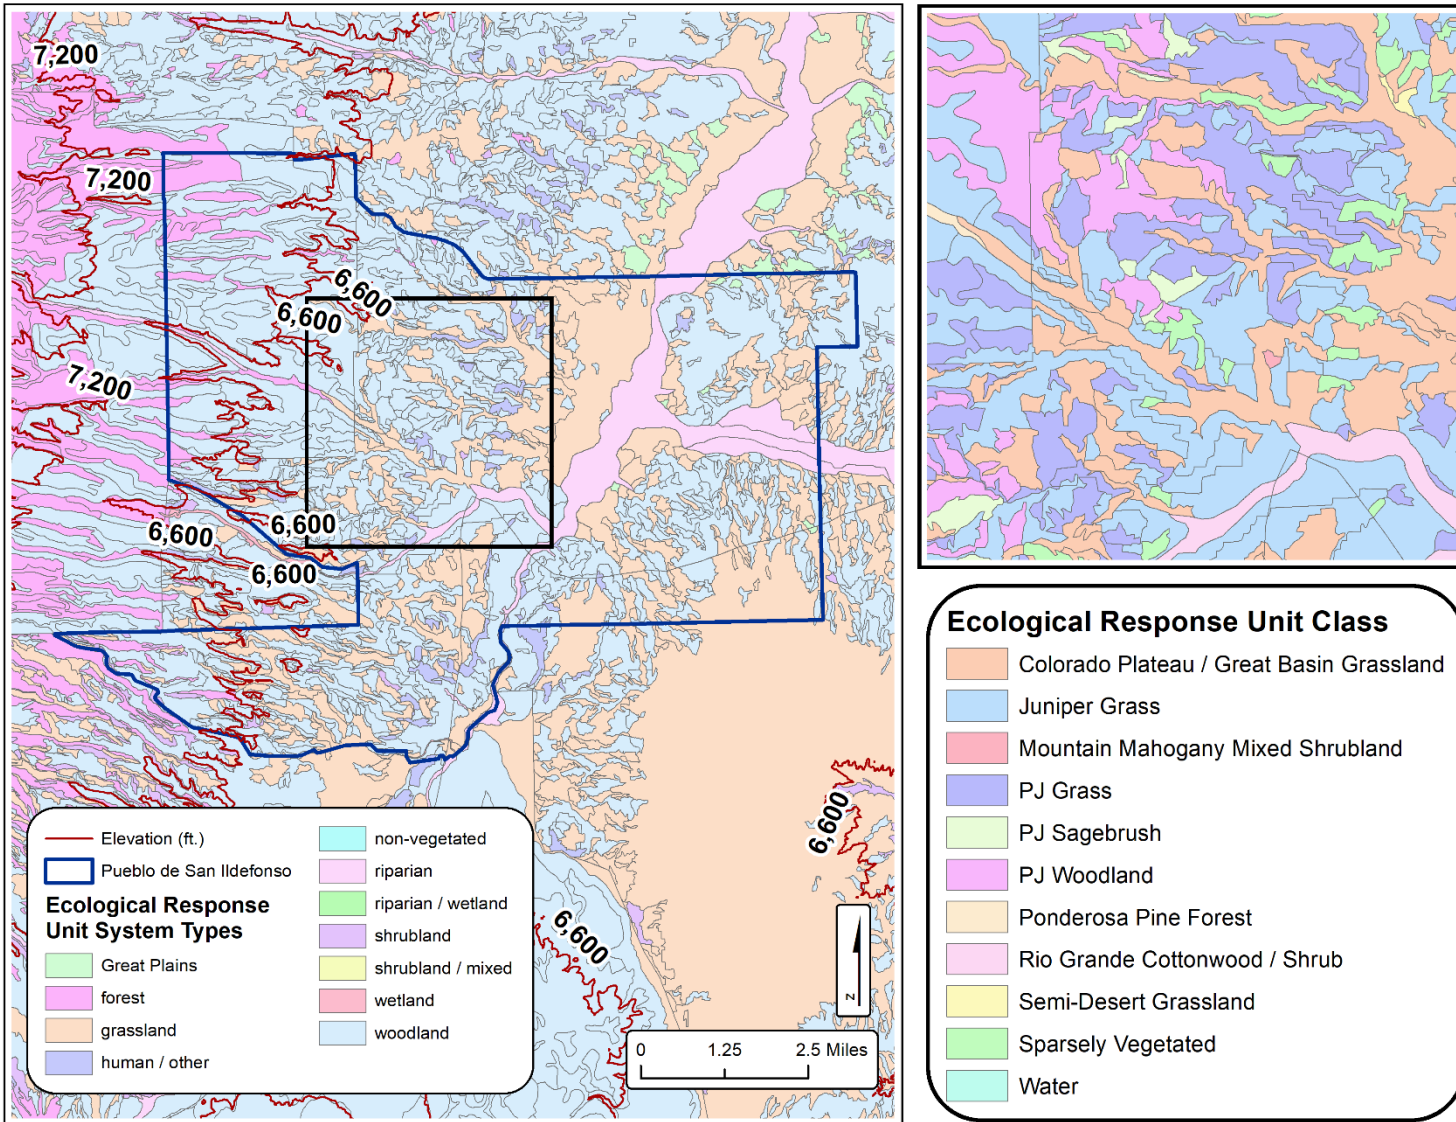 7,200
7,200
6,600
6,600
7,200
6,600
6,600
6,600
6,600
6,600
Elevation (ft.)
Pueblo de San Ildefonso
Ecological Response
Unit System Types
Great Plains
forest
grassland
human / other
non-vegetated
riparian
riparian / wetland
shrubland
shrubland / mixed
wetland
woodland
N
0 1.25 2.5 Miles
Ecological Response Unit Class
Colorado Plateau / Great Basin Grassland
Juniper Grass
Mountain Mahogany Mixed Shrubland
PJ Grass
PJ Sagebrush
PJ Woodland
Ponderosa Pine Forest
Rio Grande Cottonwood / Shrub
Semi-Desert Grassland
Sparsely Vegetated
Water